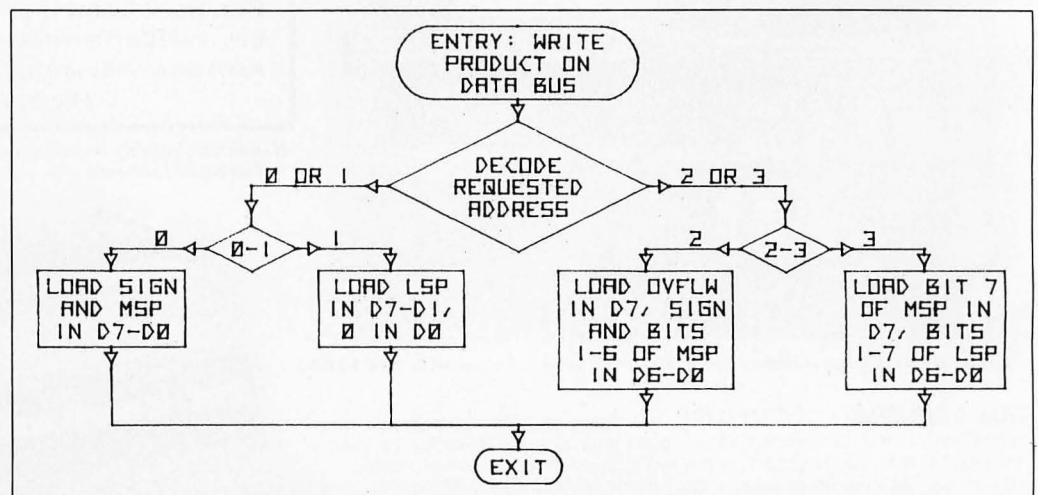 ENTRY: WRITE
PRODUCT ON
DATA BUS
DECODE
REQUESTED
ADDRESS
0 OR 1
2 OR 3
0
0-1
1
2
2-3
3
LOAD SIGN
AND MSP
IN D7-D0
LOAD LSP
IN D7-D1,
0 IN D0
LOAD OVFLW
IN D7, SIGN
AND BITS
1-6 OF MSP
IN D6-D0
LOAD BIT 7
OF MSP IN
D7, BITS
1-7 OF LSP
IN D6-D0
EXIT